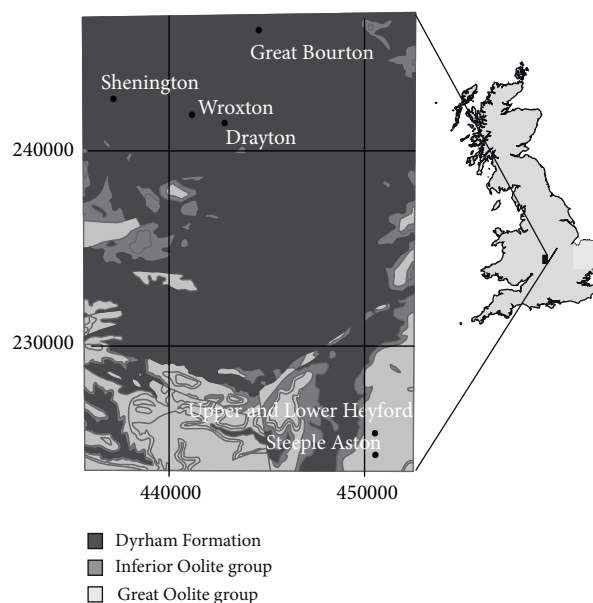 Great Bourton
Shenington
Wroxton
Drayton
240000
230000
Upper and Lower Heyford
Steeple Aston
440000
450000
Dyrham Formation
Inferior Oolite group
Great Oolite group